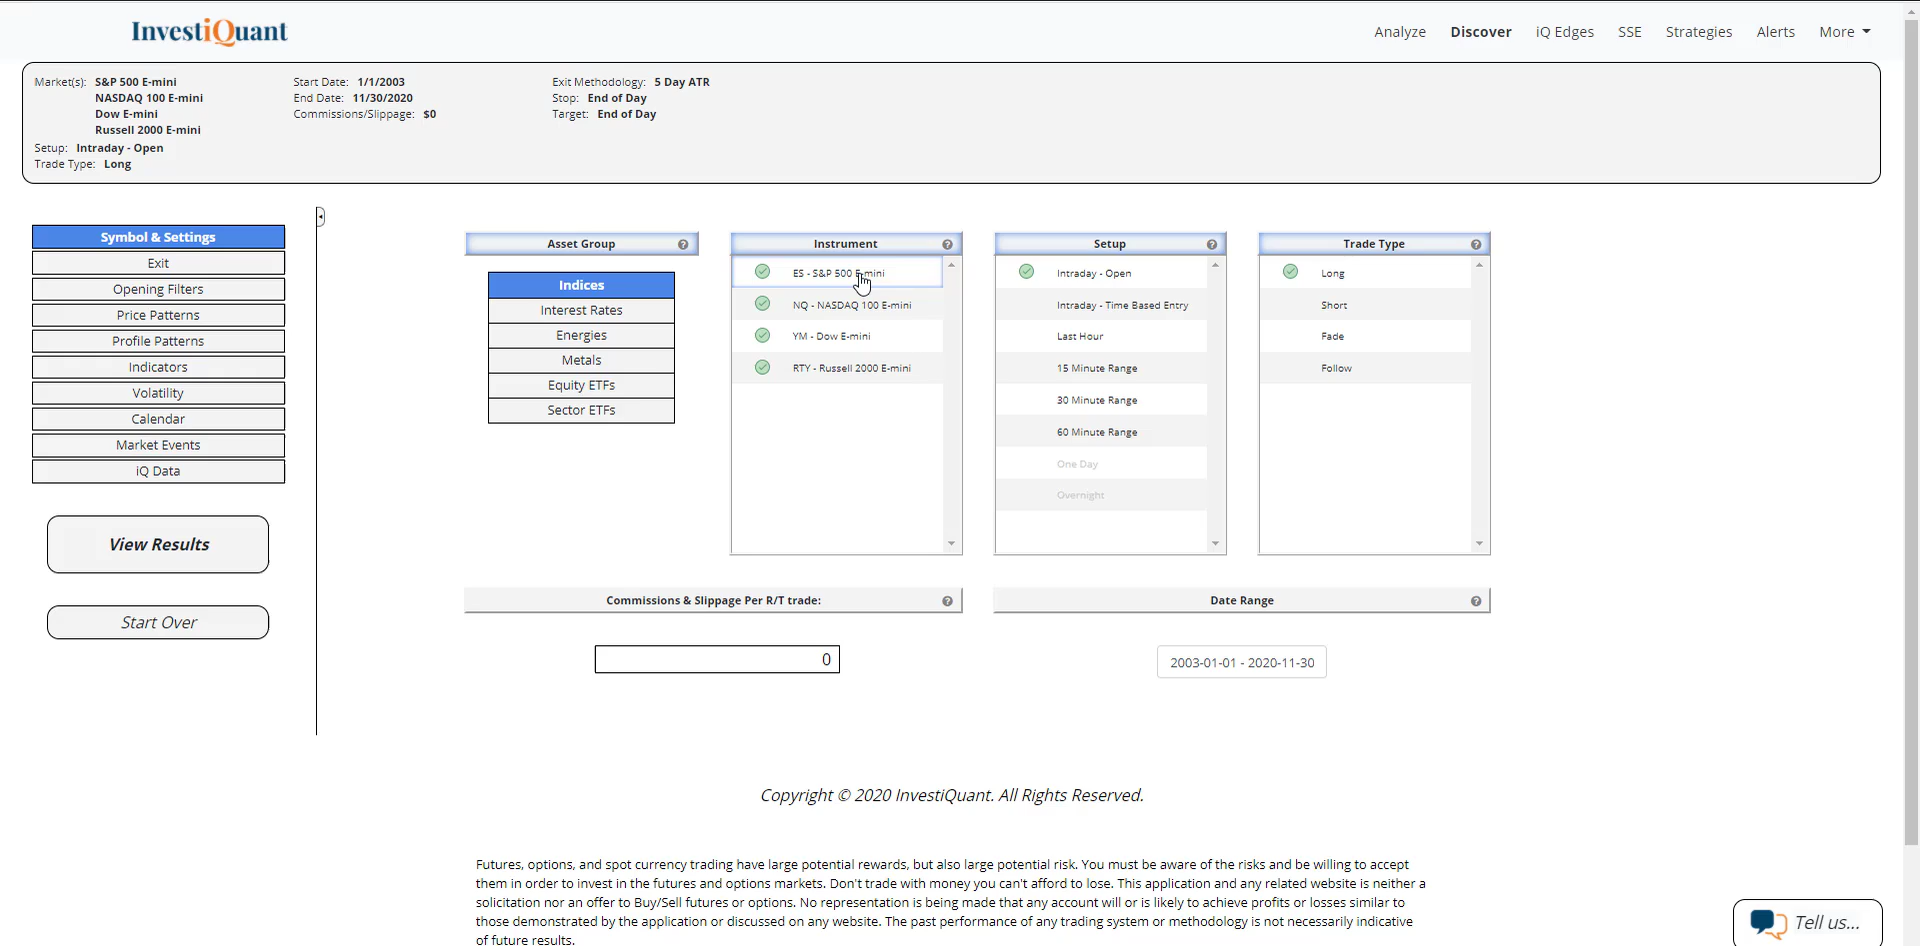 InvestiQuant
Analyze Discover iQ Edges SSE Strategies Alerts More
Market(s): S&P 500 E-mini
NASDAQ 100 E-mini
Dow E-mini
Russell 2000 E-mini
Setup: Intraday - Open
Trade Type: Long
Start Date: 1/1/2003
End Date: 11/30/2020
Commissions/Slippage: $0
Exit Methodology: 5 Day ATR
Stop: End of Day
Target: End of Day
Symbol & Settings
Exit
Opening Filters
Price Patterns
Profile Patterns
Indicators
Volatility
Calendar
Market Events
iQ Data
View Results
Start Over
Asset Group ?
Indices
Interest Rates
Energies
Metals
Equity ETFs
Sector ETFs
Instrument ?
ES - S&P 500 E-mini
NQ - NASDAQ 100 E-mini
YM - Dow E-mini
RTY - Russell 2000 E-mini
Setup ?
Intraday - Open
Intraday - Time Based Entry
Last Hour
15 Minute Range
30 Minute Range
60 Minute Range
One Day
Overnight
Trade Type ?
Long
Short
Fade
Follow
Commissions & Slippage Per R/T trade: ?
0
Date Range ?
2003-01-01 - 2020-11-30
Copyright © 2020 InvestiQuant. All Rights Reserved.
Futures, options, and spot currency trading have large potential rewards, but also large potential risk. You must be aware of the risks and be willing to accept
them in order to invest in the futures and options markets. Don't trade with money you can't afford to lose. This application and any related website is neither a
solicitation nor an offer to Buy/Sell futures or options. No representation is being made that any account will or is likely to achieve profits or losses similar to
those demonstrated by the application or discussed on any website. The past performance of any trading system or methodology is not necessarily indicative
of future results.
Tell us...